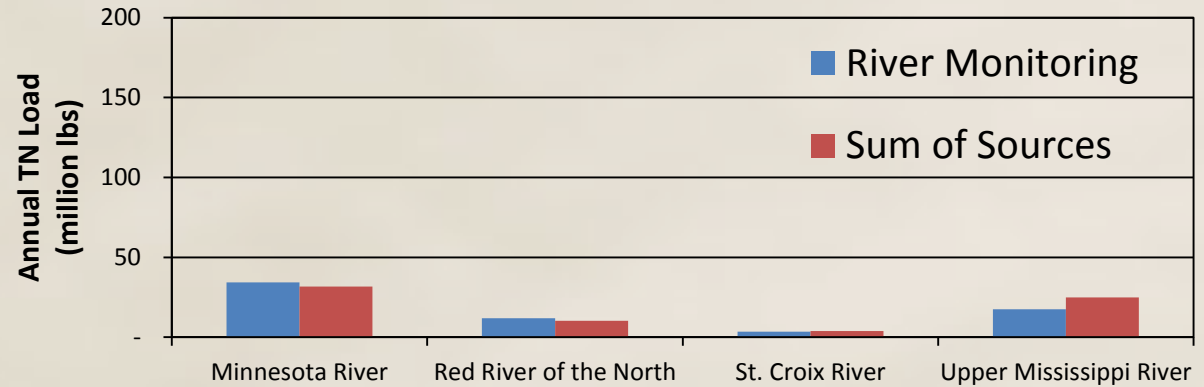 Annual TN Load
(million lbs)
200
150
100
50
-
River Monitoring
Sum of Sources
Minnesota River
Red River of the North
St. Croix River
Upper Mississippi River